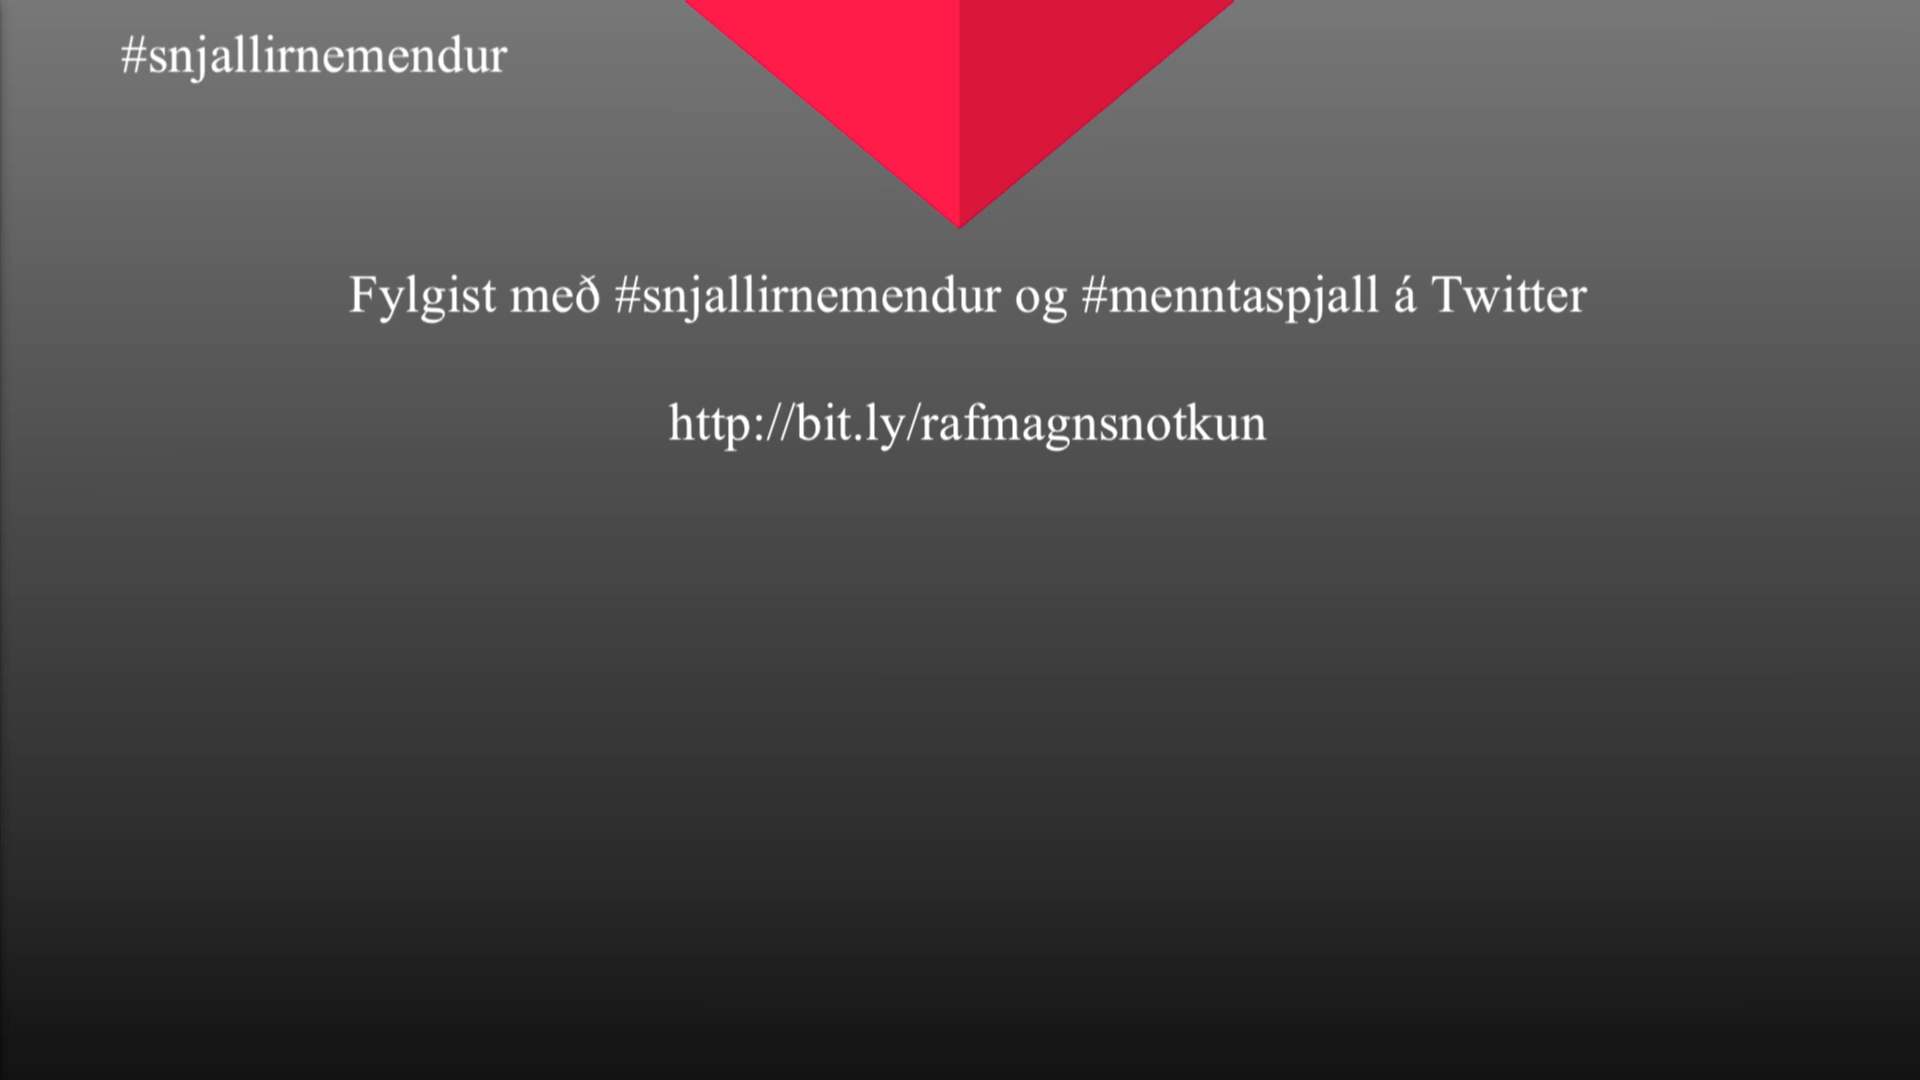 #snjallirnemendur
Fylgist með #snjallirnemendur og #menntaspjall á Twitter
http://bit.ly/rafmagnsnotkun